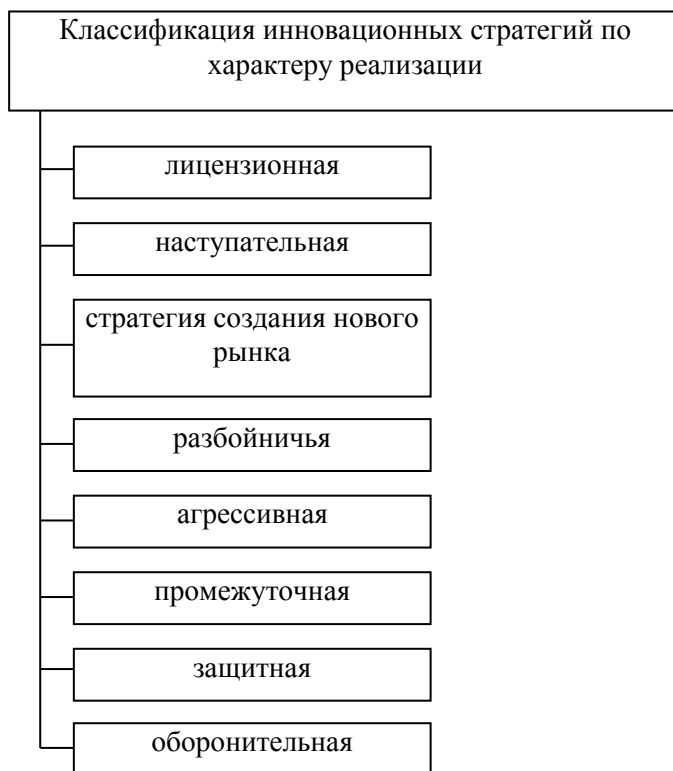 Классификация инновационных стратегий по
характеру реализации
лицензионная
наступательная
стратегия создания нового
рынка
разбойничья
агрессивная
промежуточная
защитная
оборонительная